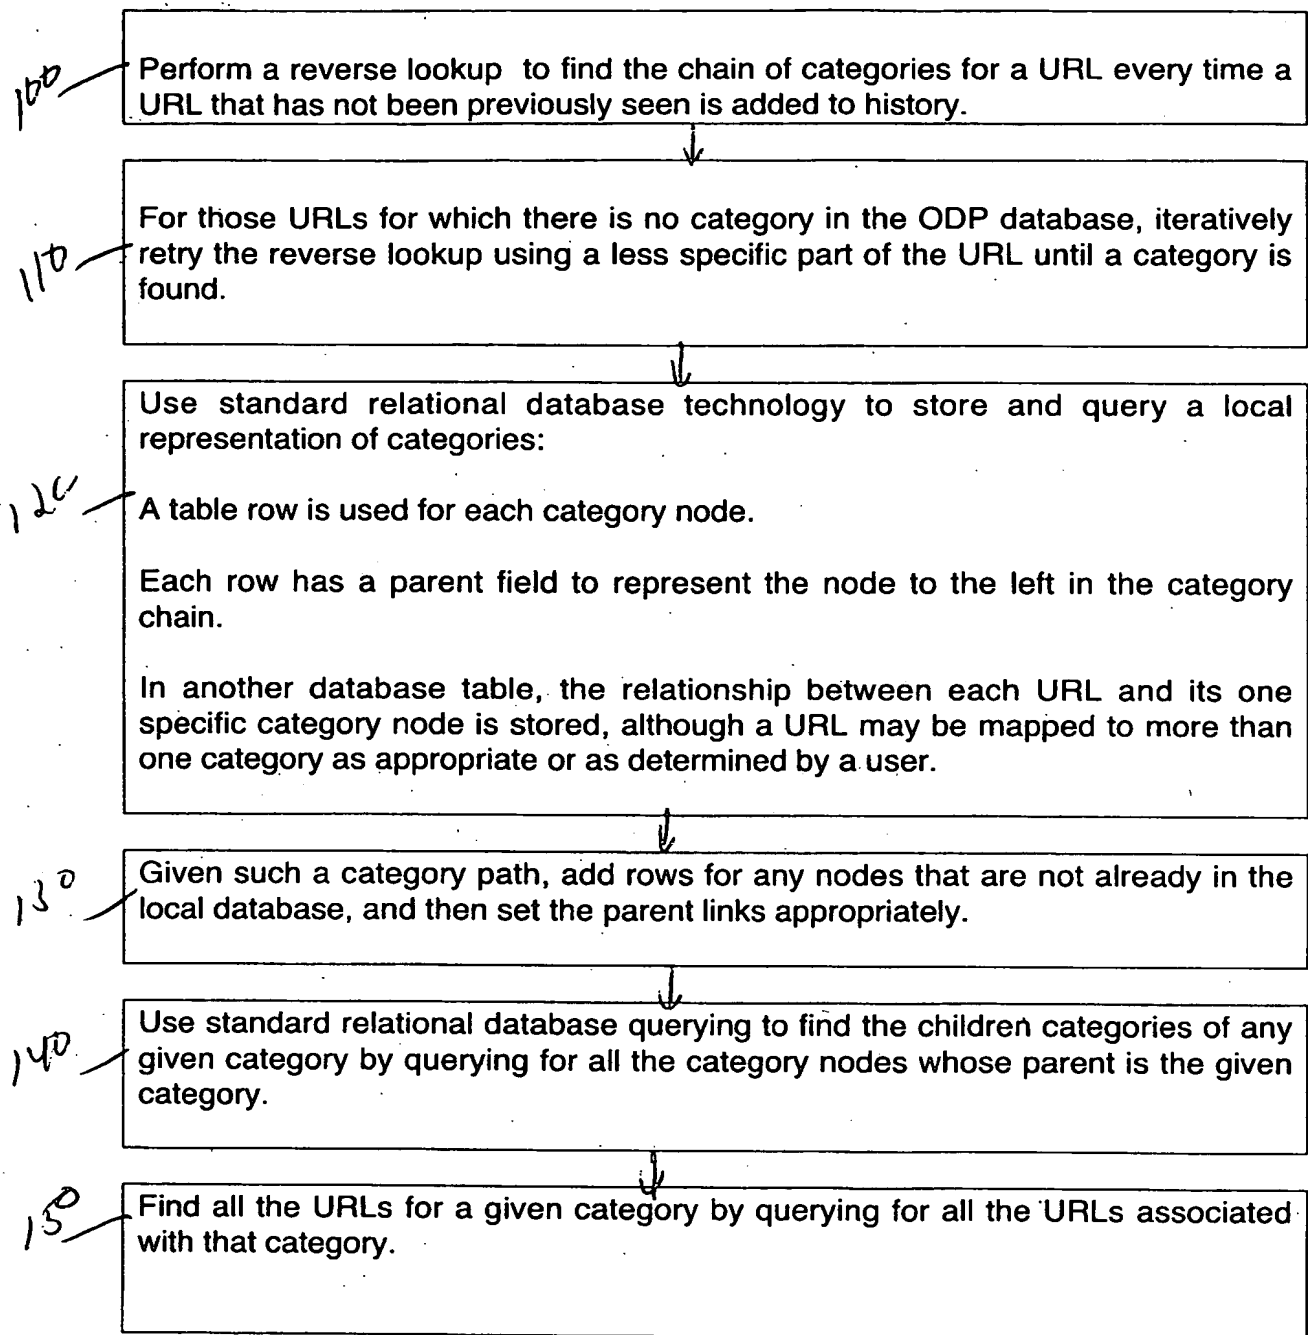 100
Perform a reverse lookup to find the chain of categories for a URL every time a
URL that has not been previously seen is added to history.
110
For those URLs for which there is no category in the ODP database, iteratively
retry the reverse lookup using a less specific part of the URL until a category is
found.
120
Use standard relational database technology to store and query a local
representation of categories:
A table row is used for each category node.
Each row has a parent field to represent the node to the left in the category
chain.
In another database table, the relationship between each URL and its one
specific category node is stored, although a URL may be mapped to more than
one category as appropriate or as determined by a user.
130
Given such a category path, add rows for any nodes that are not already in the
local database, and then set the parent links appropriately.
140
Use standard relational database querying to find the children categories of any
given category by querying for all the category nodes whose parent is the given
category.
150
Find all the URLs for a given category by querying for all the URLs associated
with that category.